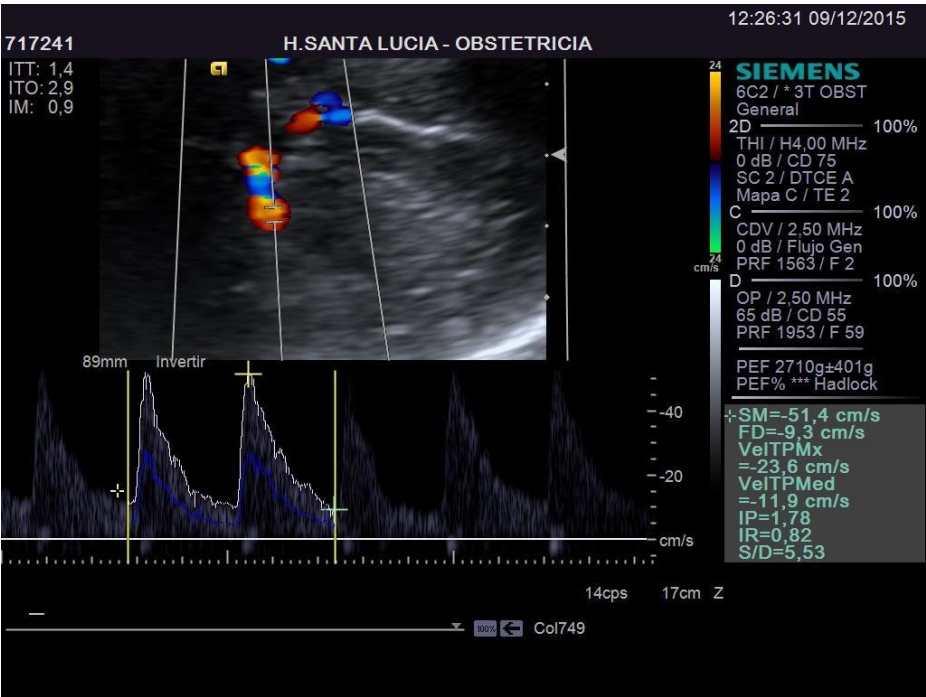 12:26:31 09/12/2015
717241
H.SANTA LUCIA - OBSTETRICIA
ITT: 1,4
ITO: 2,9
IM: 0,9
24
24
cm/s
SIEMENS
6C2 / * 3T OBST
General
2D 100%
THI / H4,00 MHz
0 dB / CD 75
SC 2 / DTCE A
Mapa C / TE 2
C 100%
CDV / 2,50 MHz
0 dB / Flujo Gen
PRF 1563 / F 2
D 100%
OP / 2,50 MHz
65 dB / CD 55
PRF 1953 / F 59
PEF 2710g±401g
PEF% *** Hadlock
SM=-51,4 cm/s
FD=-9,3 cm/s
VelTPMx
=-23,6 cm/s
VelTPMed
=-11,9 cm/s
IP=1,78
IR=0,82
S/D=5,53
89mm Invertir
-40
-20
cm/s
14cps 17cm Z
100% Col749